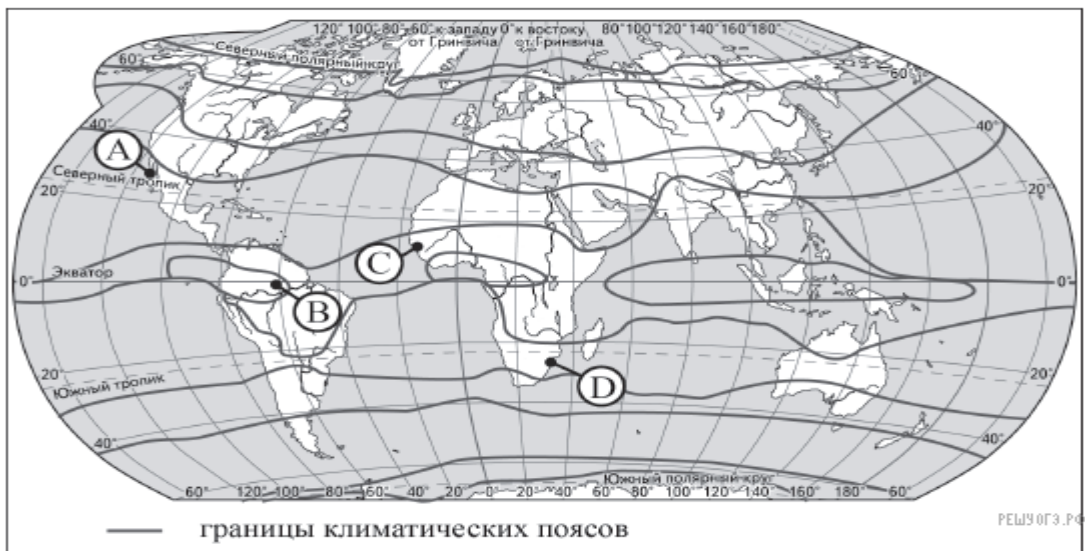 120° 100° 80° 60° к западу 0° к востоку 80° 100° 120° 140° 160° 180°
от Гринвича от Гринвича
Северный полярный круг
60° 60°
40° 40°
A
Северный тропик
20° 20°
C
Экватор
0° 0°
B
D
20° 20°
Южный тропик
40° 40°
Южный полярный круг
60° 120° 100° 80° 60° 40° 20° 0° 20° 60° 80° 100° 120° 140° 160° 180° 60°
границы климатических поясов
РЕШУОГЭ.РФ